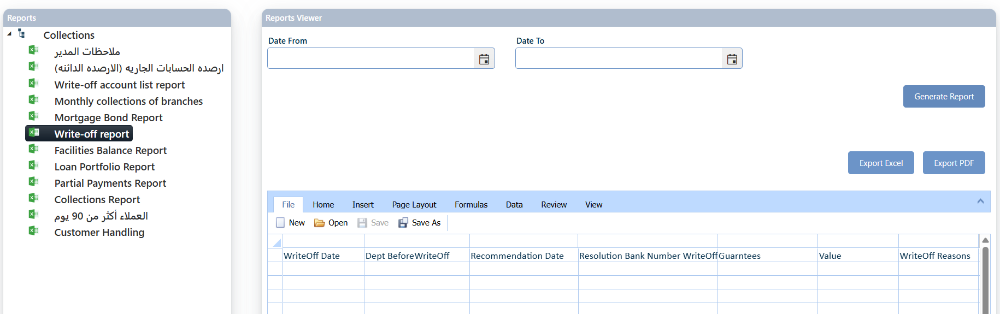 Reports
Collections
ملاحظات المدير
ارصده الحسابات الجاريه (الارصده الدائنه)
Write-off account list report
Monthly collections of branches
Mortgage Bond Report
Write-off report
Facilities Balance Report
Loan Portfolio Report
Partial Payments Report
Collections Report
العملاء أكثر من 90 يوم
Customer Handling
Reports Viewer
Date From
Date To
Generate Report
Export Excel
Export PDF
File Home Insert Page Layout Formulas Data Review View
New Open Save Save As
WriteOff Date Dept BeforeWriteOff Recommendation Date Resolution Bank Number WriteOff Guarntees Value WriteOff Reasons